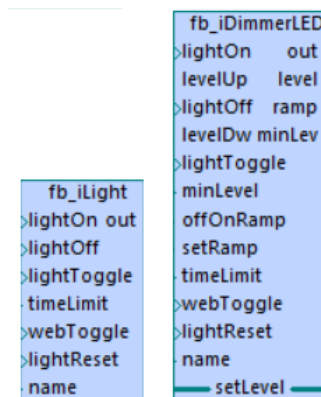 fb_iDimmerLED
lightOn out
levelUp level
lightOff ramp
levelDw minLev
lightToggle
minLevel
offOnRamp
setRamp
timeLimit
webToggle
lightReset
name
setLevel
fb_iLight
lightOn out
lightOff
lightToggle
timeLimit
webToggle
lightReset
name